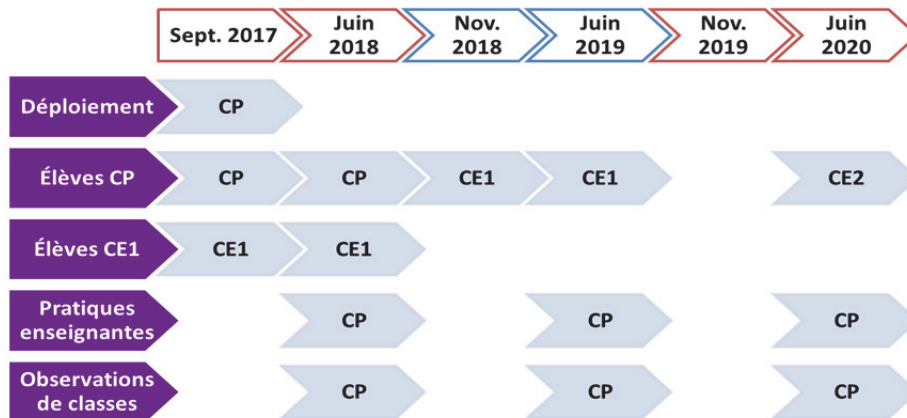 Sept. 2017
Juin
2018
Nov.
2018
Juin
2019
Nov.
2019
Juin
2020
Déploiement
CP
Élèves CP
CP
CP
CE1
CE1
CE2
Élèves CE1
CE1
CE1
Pratiques
enseignantes
CP
CP
CP
Observations
de classes
CP
CP
CP